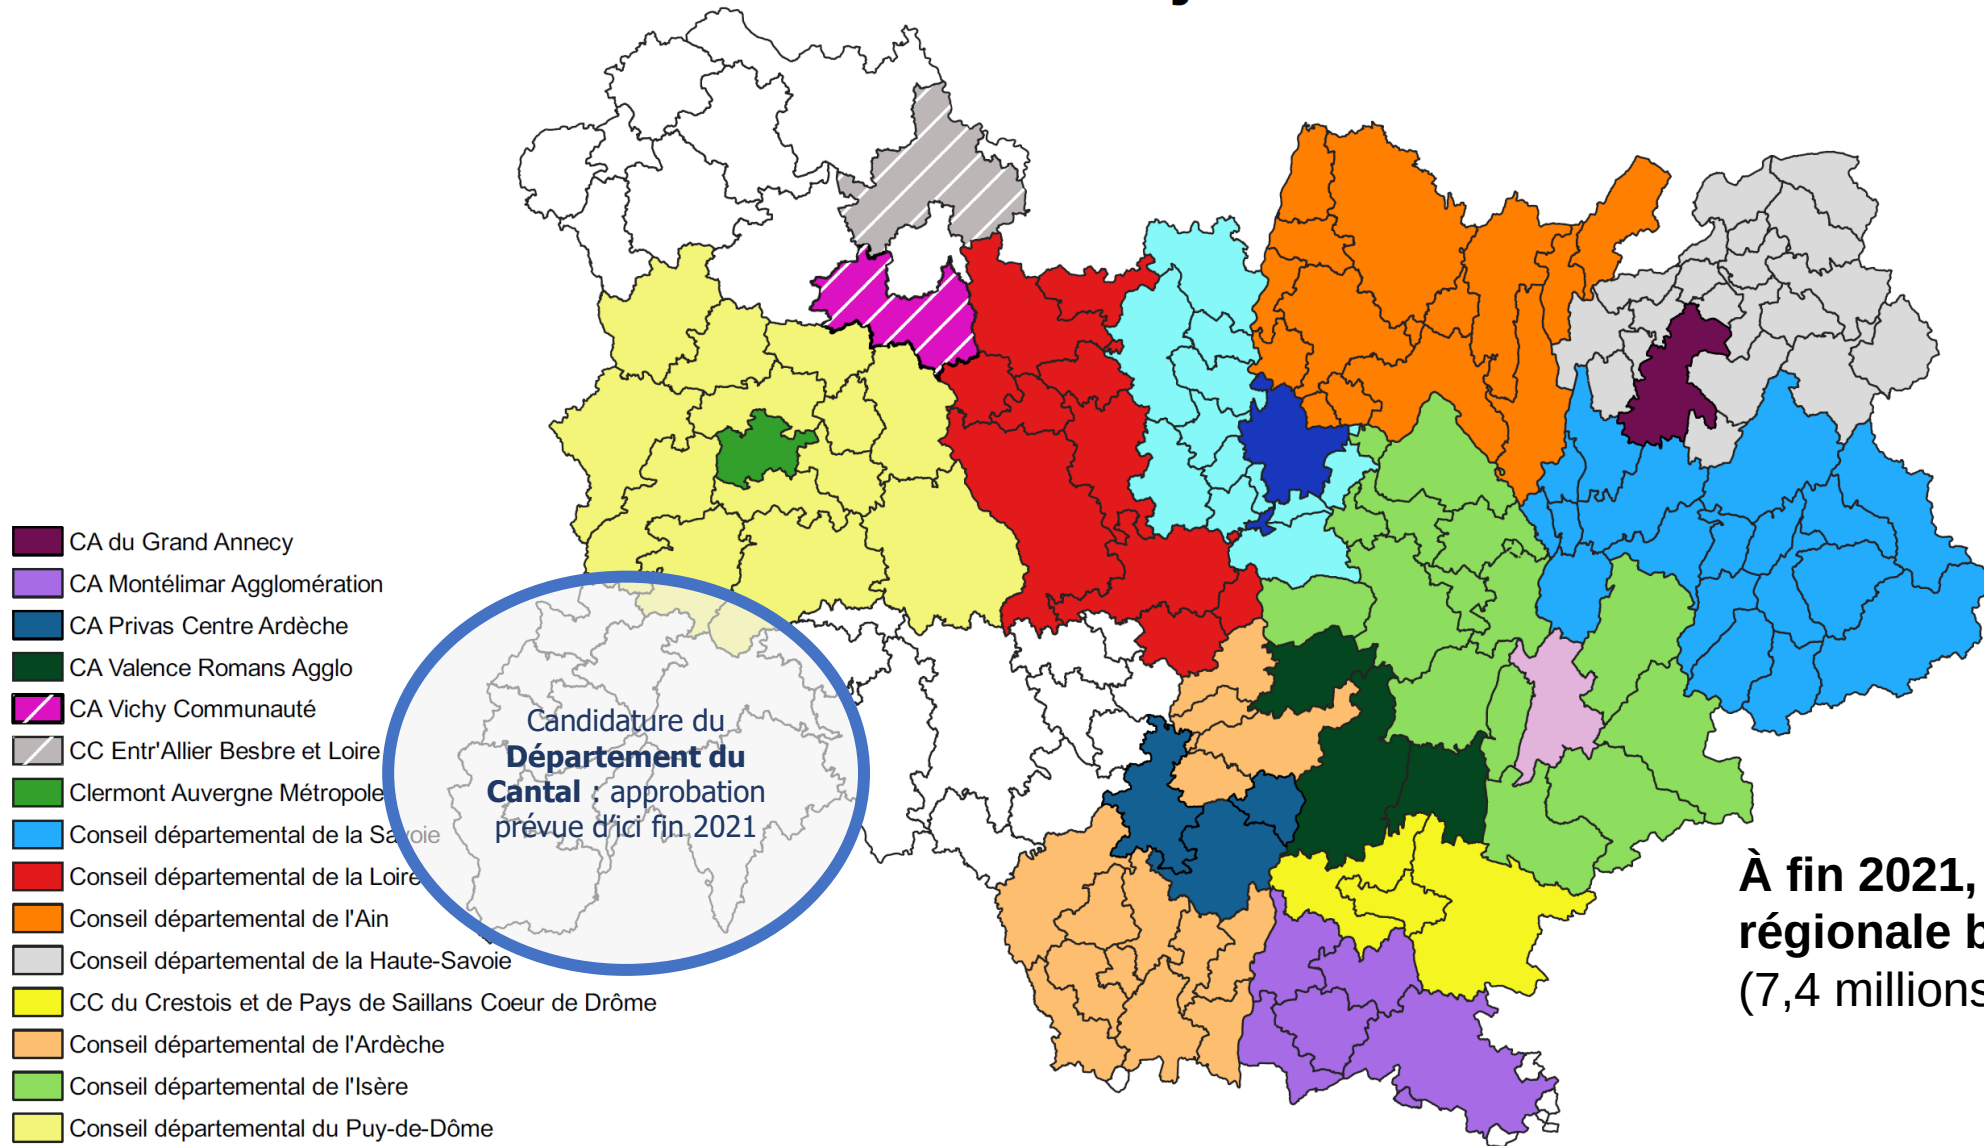 CA du Grand Annecy
CA Montélimar Agglomération
CA Privas Centre Ardèche
CA Valence Romans Agglo
CA Vichy Communauté
CC Entr'Allier Besbre et Loire
Clermont Auvergne Métropole
Conseil départemental de la Savoie
Conseil départemental de la Loire
Conseil départemental de l'Ain
Conseil départemental de la Haute-Savoie
CC du Crestois et de Pays de Saillans Coeur de Drôme
Conseil départemental de l'Ardèche
Conseil départemental de l'Isère
Conseil départemental du Puy-de-Dôme
Candidature du
Département du
Cantal : approbation
prévue d'ici fin 2021
À fin 2021,
régionale b
(7,4 millions